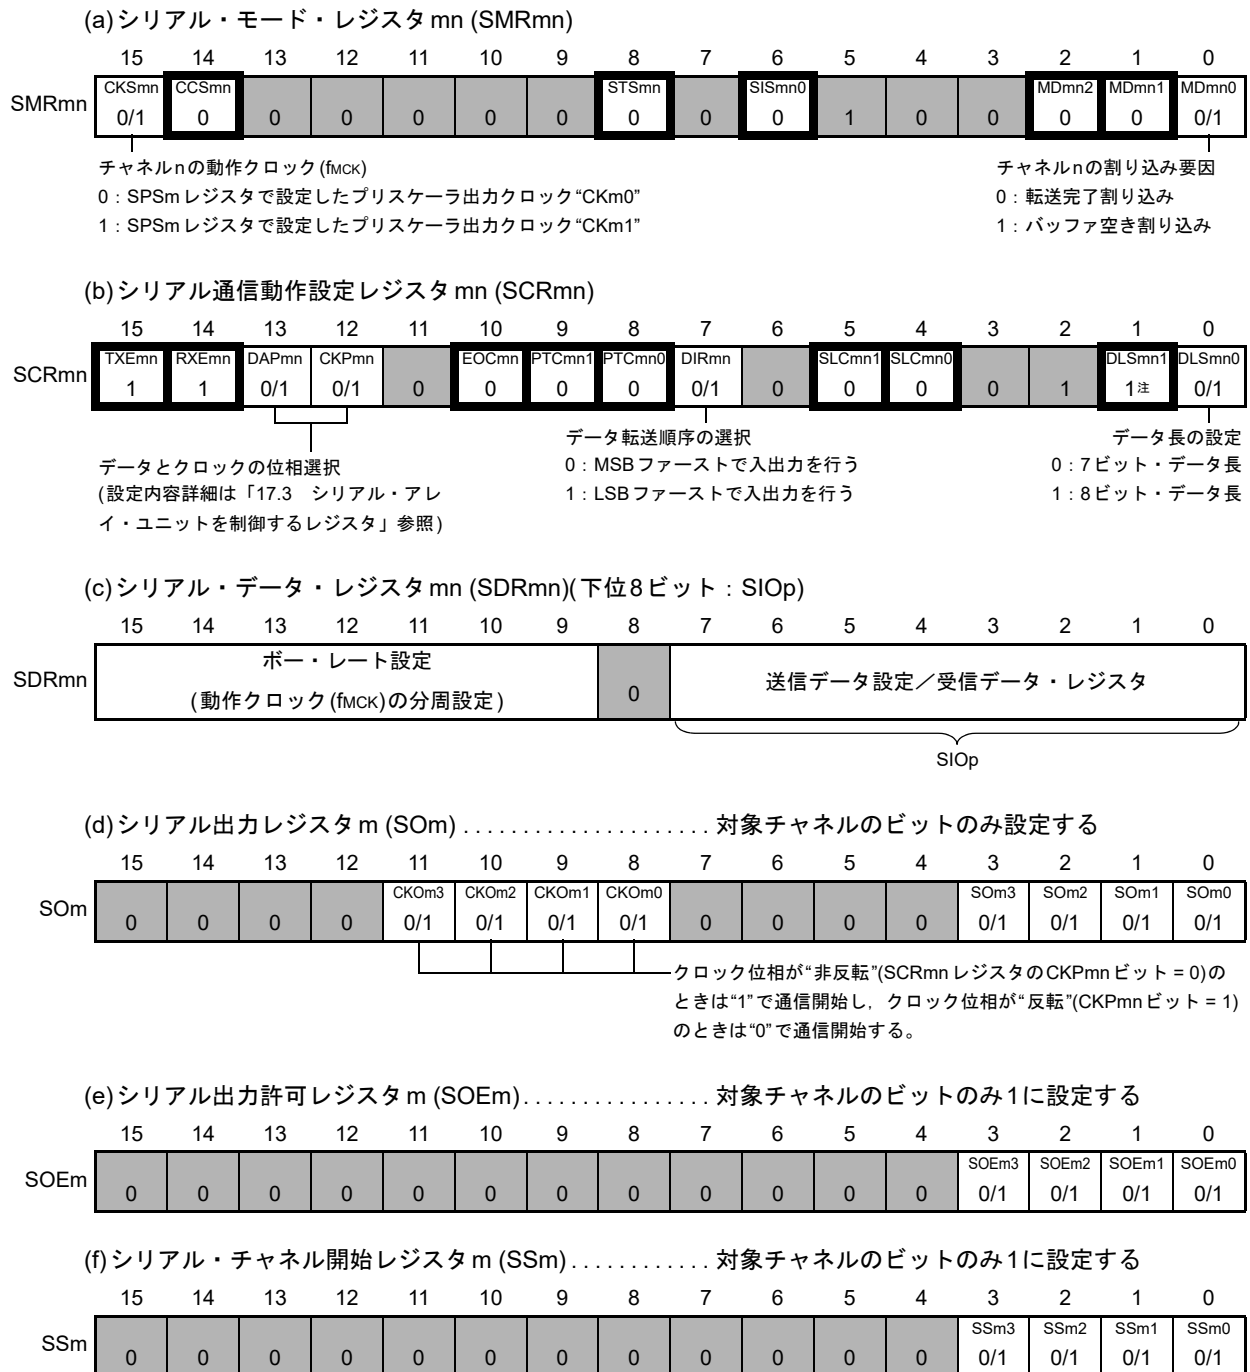 (a)シリアル・モード・レジスタmn (SMRmn)
15 14 13 12 11 10 9 8 7 6 5 4 3 2 1 0
CKSmn CCSmn STSmn SISmn0 MDmn2 MDmn1 MDmn0
SMRmn 0/1 0 0 0 0 0 0 0 0 0 1 0 0 0 0 0/1
チャネルnの動作クロック(fMCK) チャネルnの割り込み要因
0：SPSmレジスタで設定したプリスケーラ出力クロック“CKm0” 0：転送完了割り込み
1：SPSmレジスタで設定したプリスケーラ出力クロック“CKm1” 1：バッファ空き割り込み
(b)シリアル通信動作設定レジスタmn (SCRmn)
15 14 13 12 11 10 9 8 7 6 5 4 3 2 1 0
TXEmn RXEmn DAPmn CKPmn EOCmn PTCmn1 PTCmn0 DIRmn SLCmn1 SLCmn0 DLSmn1 DLSmn0
SCRmn 1 1 0/1 0/1 0 0 0 0 0/1 0 0 0 0 1 1注 0/1
データとクロックの位相選択 データ転送順序の選択 データ長の設定
(設定内容詳細は「17.3　シリアル・アレ 0：MSBファーストで入出力を行う 0：7ビット・データ長
イ・ユニットを制御するレジスタ」参照) 1：LSBファーストで入出力を行う 1：8ビット・データ長
(c)シリアル・データ・レジスタmn (SDRmn)(下位8ビット：SIOp)
15 14 13 12 11 10 9 8 7 6 5 4 3 2 1 0
SDRmn ボー・レート設定
(動作クロック(fMCK)の分周設定) 0 送信データ設定／受信データ・レジスタ
SIOp
(d)シリアル出力レジスタm (SOm) . . . . . . . . . . . . . . . . . . . . . 対象チャネルのビットのみ設定する
15 14 13 12 11 10 9 8 7 6 5 4 3 2 1 0
CKOm3 CKOm2 CKOm1 CKOm0 SOm3 SOm2 SOm1 SOm0
SOm 0 0 0 0 0/1 0/1 0/1 0/1 0 0 0 0 0/1 0/1 0/1 0/1
クロック位相が“非反転”(SCRmnレジスタのCKPmnビット = 0)の
ときは“1”で通信開始し，クロック位相が“反転”(CKPmnビット = 1)
のときは“0”で通信開始する。
(e)シリアル出力許可レジスタm (SOEm). . . . . . . . . . . . . . . . 対象チャネルのビットのみ1に設定する
15 14 13 12 11 10 9 8 7 6 5 4 3 2 1 0
SOEm3 SOEm2 SOEm1 SOEm0
SOEm 0 0 0 0 0 0 0 0 0 0 0 0 0/1 0/1 0/1 0/1
(f)シリアル・チャネル開始レジスタm (SSm) . . . . . . . . . . . . 対象チャネルのビットのみ1に設定する
15 14 13 12 11 10 9 8 7 6 5 4 3 2 1 0
SSm3 SSm2 SSm1 SSm0
SSm 0 0 0 0 0 0 0 0 0 0 0 0 0/1 0/1 0/1 0/1